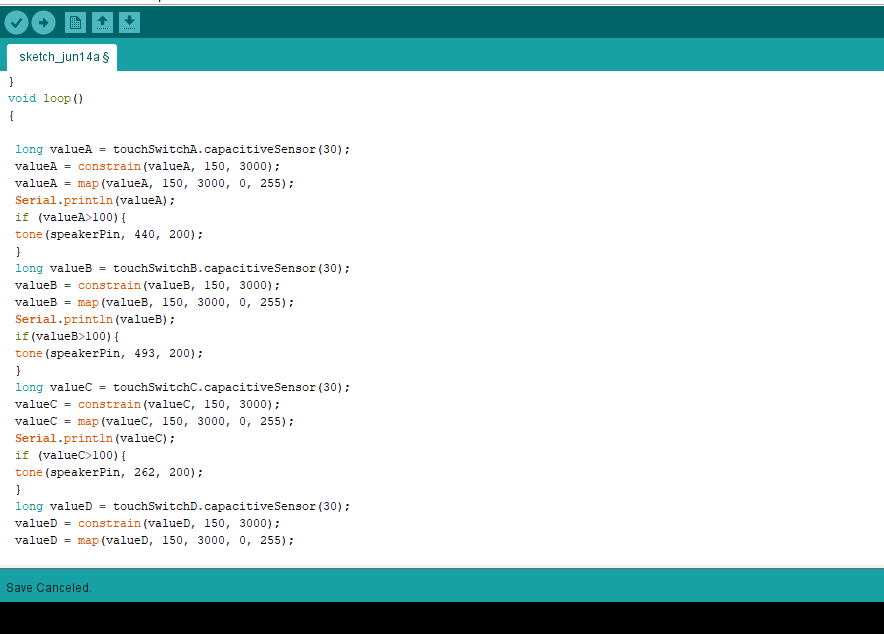 sketch_jun14a §
}
void loop()
{
long valueA = touchSwitchA.capacitiveSensor(30);
valueA = constrain(valueA, 150, 3000);
valueA = map(valueA, 150, 3000, 0, 255);
Serial.println(valueA);
if (valueA>100){
tone(speakerPin, 440, 200);
}
long valueB = touchSwitchB.capacitiveSensor(30);
valueB = constrain(valueB, 150, 3000);
valueB = map(valueB, 150, 3000, 0, 255);
Serial.println(valueB);
if(valueB>100){
tone(speakerPin, 493, 200);
}
long valueC = touchSwitchC.capacitiveSensor(30);
valueC = constrain(valueC, 150, 3000);
valueC = map(valueC, 150, 3000, 0, 255);
Serial.println(valueC);
if (valueC>100){
tone(speakerPin, 262, 200);
}
long valueD = touchSwitchD.capacitiveSensor(30);
valueD = constrain(valueD, 150, 3000);
valueD = map(valueD, 150, 3000, 0, 255);
Save Canceled.